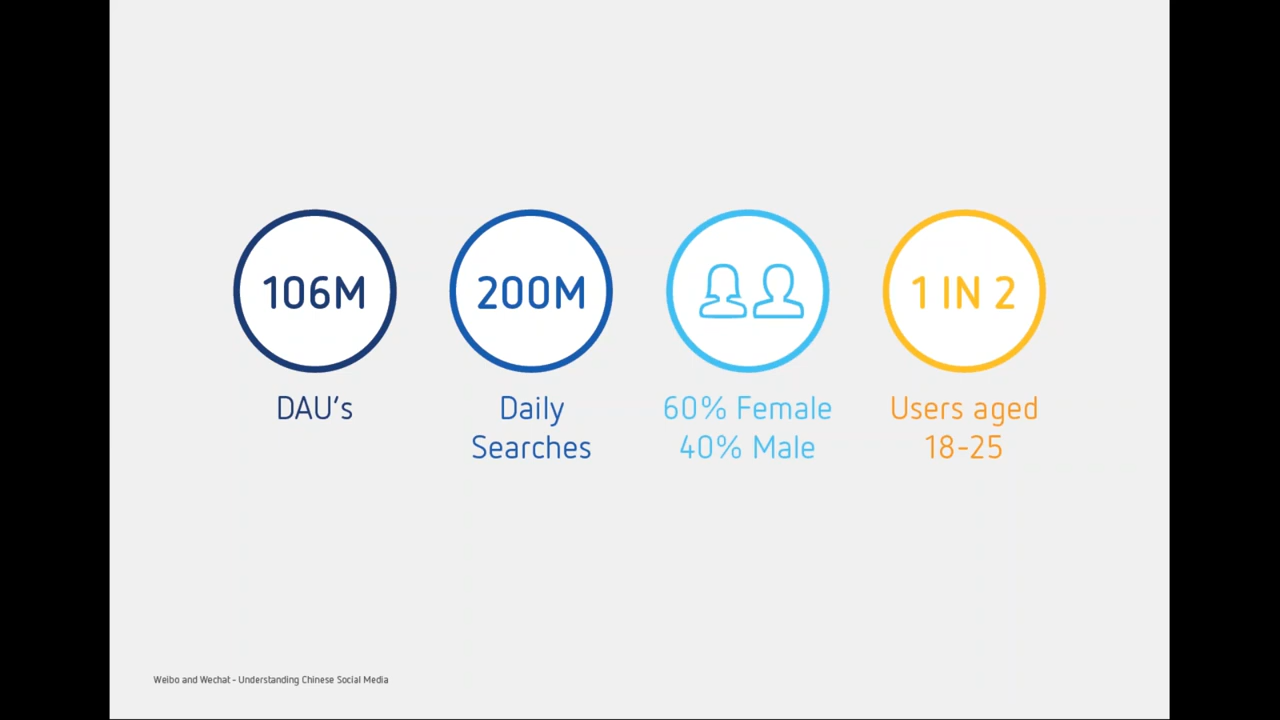 106M
DAU's
200M
Daily
Searches
60% Female
40% Male
1 IN 2
Users aged
18-25
Weibo and Wechat - Understanding Chinese Social Media